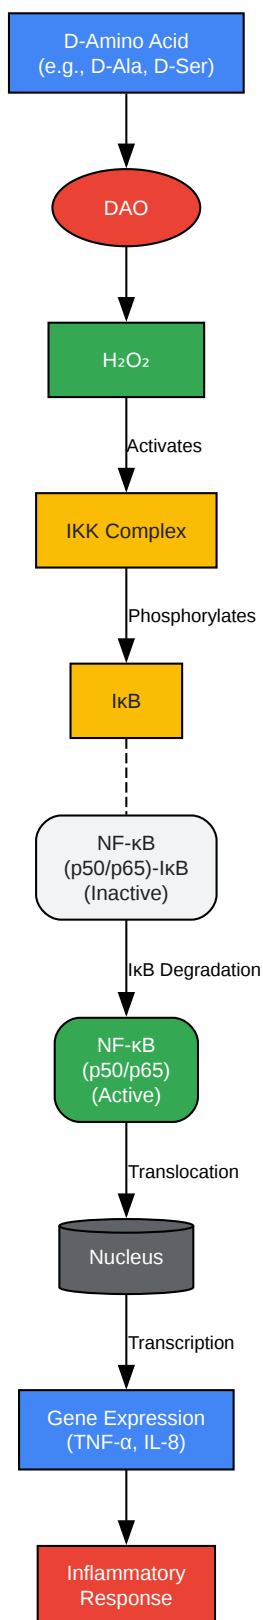 D-Amino Acid
(e.g., D-Ala, D-Ser)
DAO
H₂O₂
Activates
IKK Complex
Phosphorylates
IκB
NF-κB
(p50/p65)-IκB
(Inactive)
IκB Degradation
NF-κB
(p50/p65)
(Active)
Translocation
Nucleus
Transcription
Gene Expression
(TNF-α, IL-8)
Inflammatory
Response